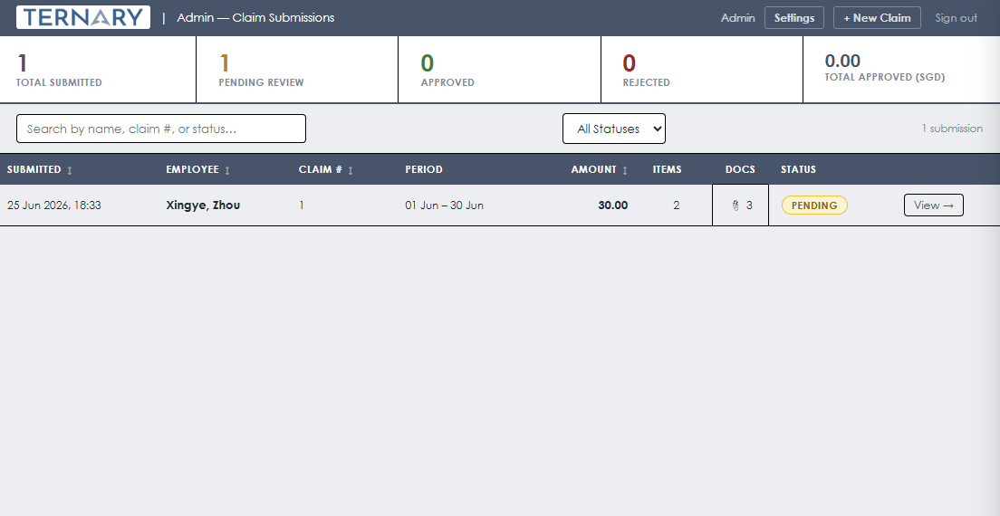 TERNARY | Admin — Claim Submissions Admin Settings + New Claim Sign out
1 1 0 0 0.00
TOTAL SUBMITTED PENDING REVIEW APPROVED REJECTED TOTAL APPROVED (SGD)
Search by name, claim #, or status... All Statuses 1 submission
SUBMITTED ↕ EMPLOYEE ↕ CLAIM # ↕ PERIOD AMOUNT ↕ ITEMS DOCS STATUS
25 Jun 2026, 18:33 Xingye, Zhou 1 01 Jun – 30 Jun 30.00 2 3 PENDING View →